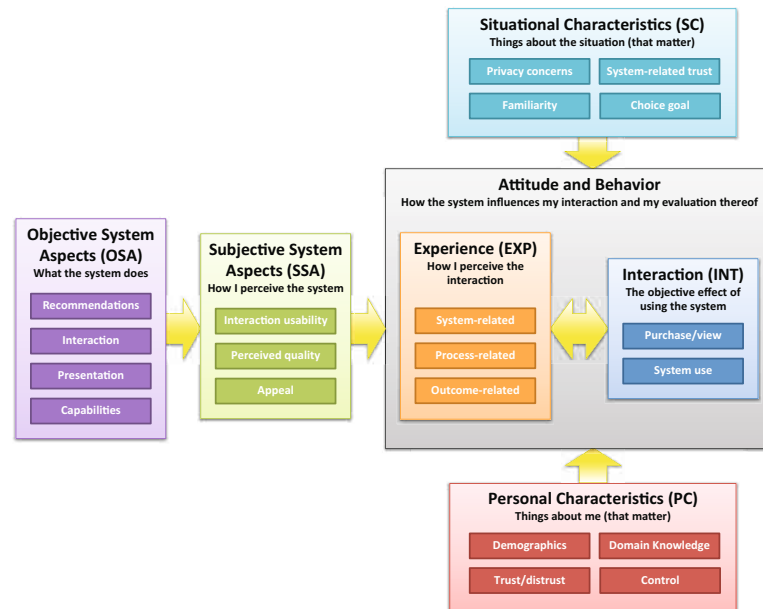 Situational Characteristics (SC)
Things about the situation (that matter)
Privacy concerns
System-related trust
Familiarity
Choice goal
Attitude and Behavior
How the system influences my interaction and my evaluation thereof
Objective System
Aspects (OSA)
What the system does
Recommendations
Interaction
Presentation
Capabilities
Subjective System
Aspects (SSA)
How I perceive the system
Interaction usability
Perceived quality
Appeal
Experience (EXP)
How I perceive the
interaction
System-related
Process-related
Outcome-related
Interaction (INT)
The objective effect of
using the system
Purchase/view
System use
Personal Characteristics (PC)
Things about me (that matter)
Demographics
Domain Knowledge
Trust/distrust
Control